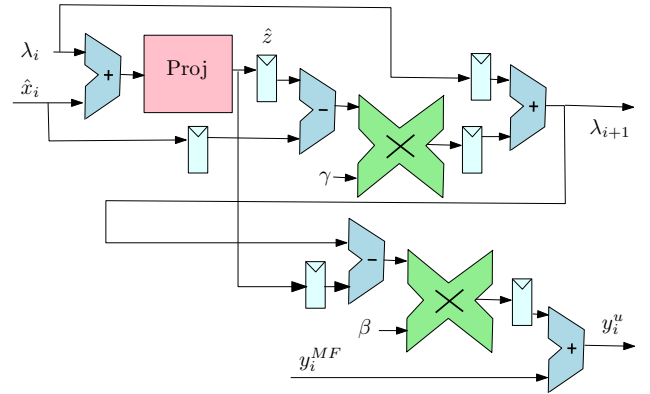 λ_i
x̂_i
+
Proj
ẑ
-
γ
×
+
λ_{i+1}
-
β
×
y_i^{MF}
+
y_i^u